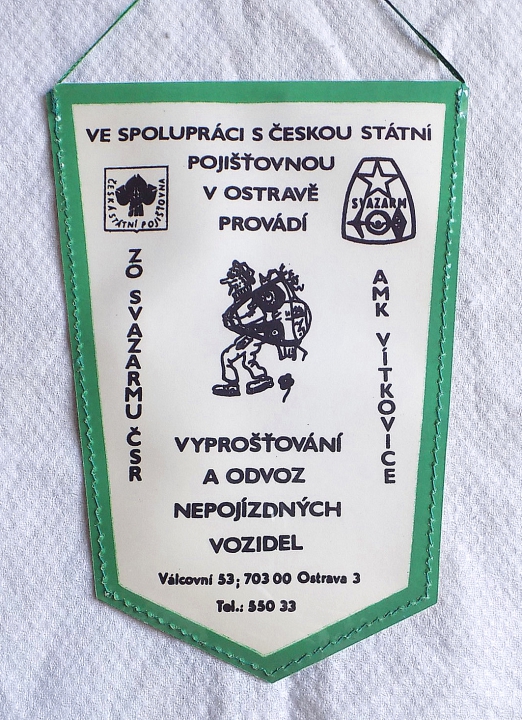 VE SPOLUPRÁCI S ČESKOU STÁTNÍ
POJIŠŤOVNOU
V OSTRAVĚ
PROVÁDÍ
ČESKÁ STÁTNÍ POJIŠŤOVNA
SVAZARM
ZO SVAZARMU ČSR
AMK VÍTKOVICE
VYPROŠŤOVÁNÍ
A ODVOZ
NEPOJÍZDNÝCH
VOZIDEL
Válcovní 53; 703 00 Ostrava 3
Tel.: 550 33